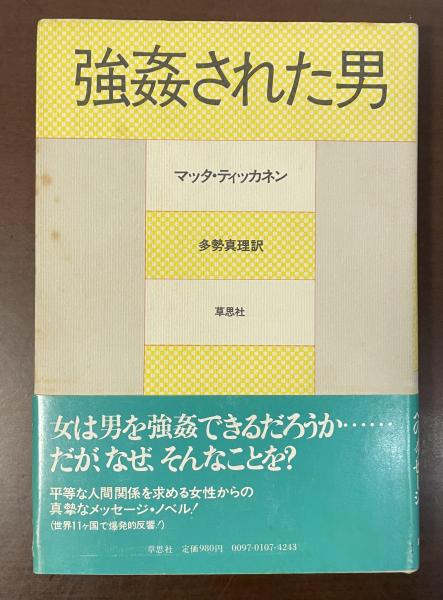 強姦された男
マッタ・ティッカネン
多勢真理訳
草思社
女は男を強姦できるだろうか……
だが、なぜ、そんなことを?
平等な人間関係を求める女性からの
真摯なメッセージ・ノベル!
(世界11ヶ国で爆発的反響!)
草思社 定価980円 0097-0107-4243